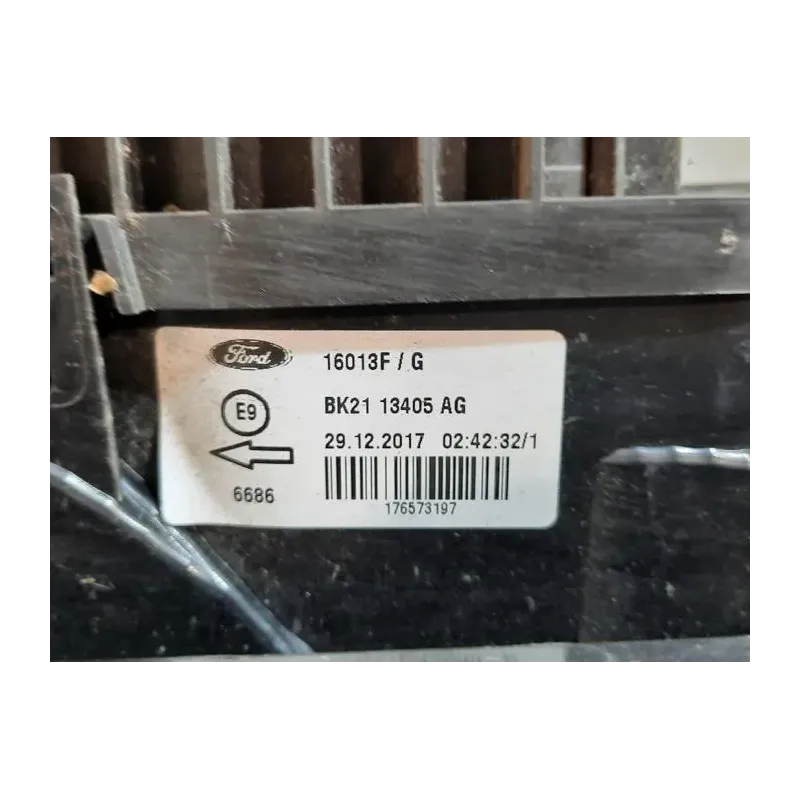 Ford
16013F / G
E9
BK21 13405 AG
29.12.2017 02:42:32/1
6686
176573197